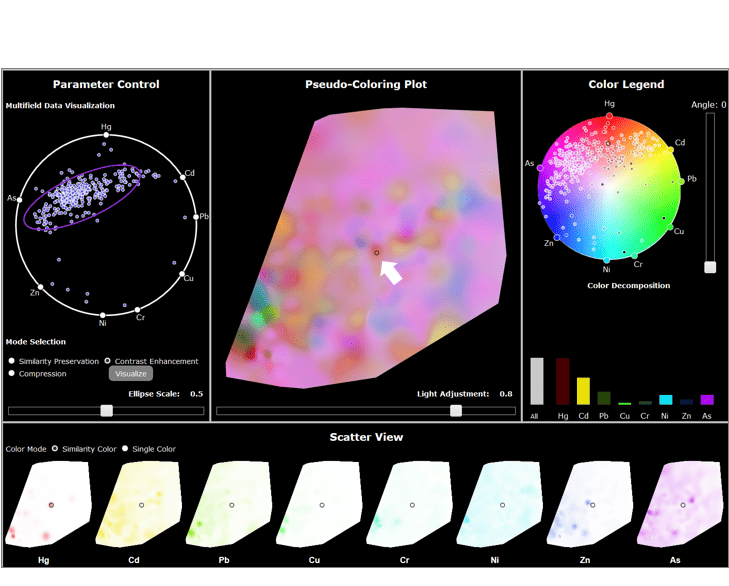 Parameter Control
Pseudo-Coloring Plot
Color Legend
Multifield Data Visualization
Hg
Cd
Pb
Cu
Cr
Ni
Zn
As
Mode Selection
Similarity Preservation
Contrast Enhancement
Compression
Visualize
Ellipse Scale: 0.5
Light Adjustment: 0.8
Angle: 0
Hg
Cd
Pb
Cu
Cr
Ni
Zn
As
Color Decomposition
All Hg Cd Pb Cu Cr Ni Zn As
Scatter View
Color Mode Similarity Color Single Color
Hg Cd Pb Cu Cr Ni Zn As